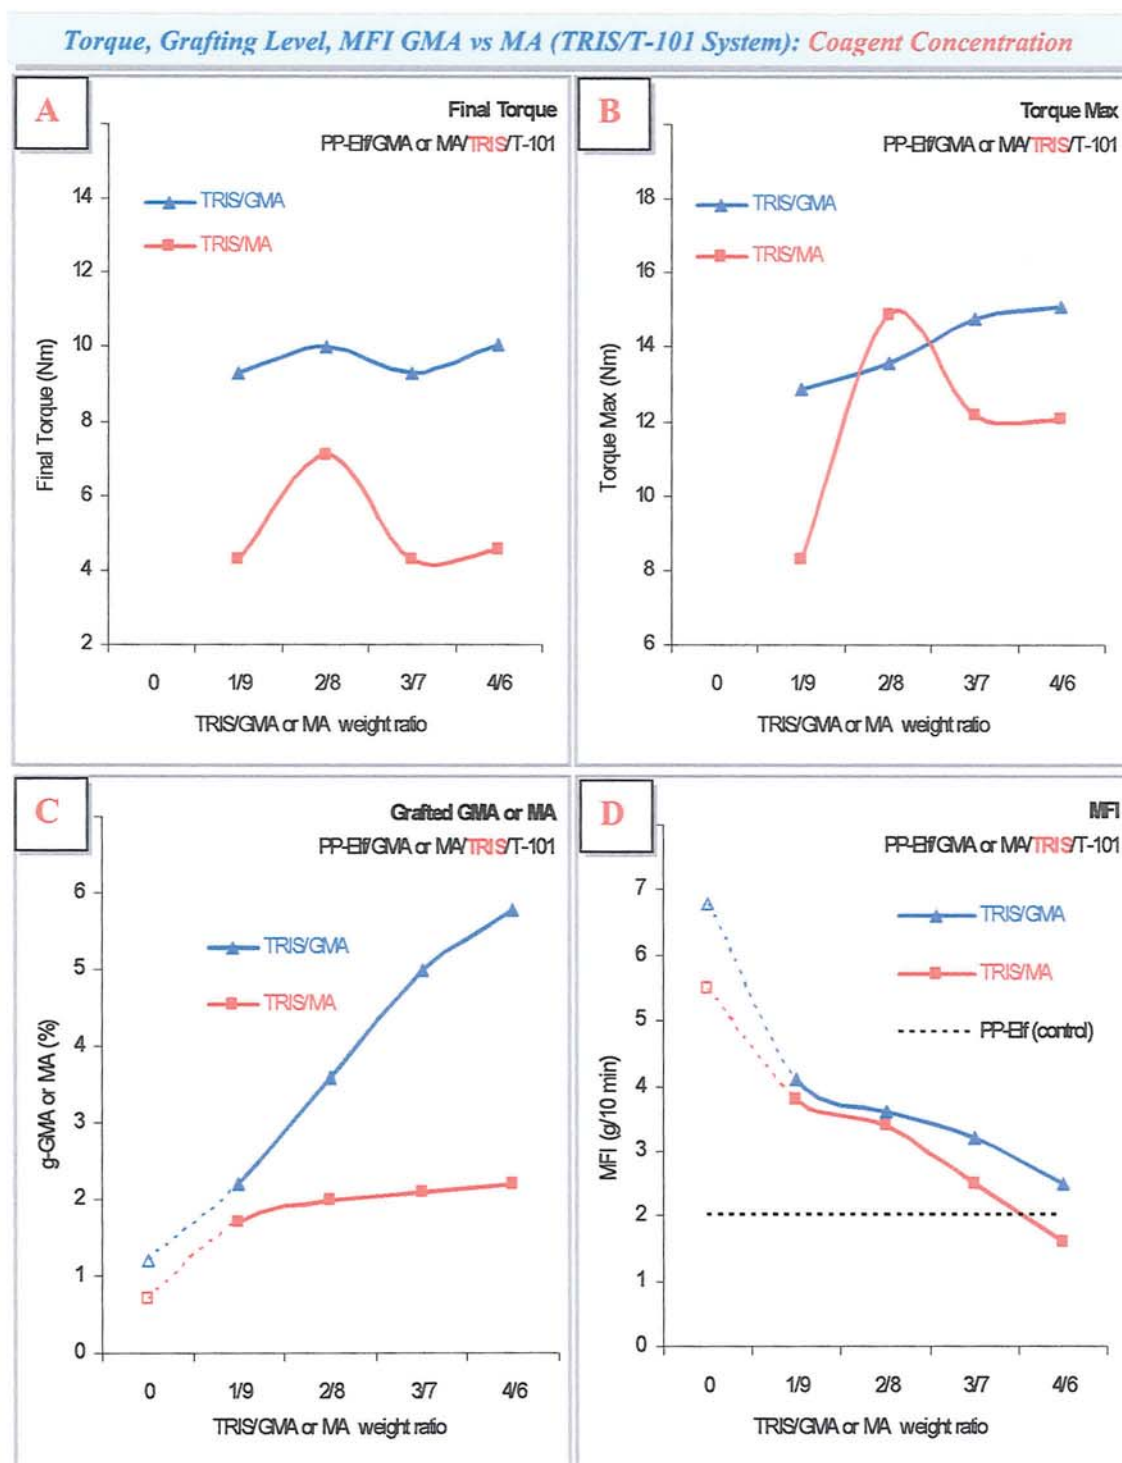 Torque, Grafting Level, MFI GMA vs MA (TRIS/T-101 System): Coagent Concentration
A
Final Torque
PP-Elf/GMA or MA/TRIS/T-101
14
12
10
8
6
4
2
Final Torque (Nm)
TRIS/GMA
TRIS/MA
0 1/9 2/8 3/7 4/6
TRIS/GMA or MA weight ratio
B
Torque Max
PP-Elf/GMA or MA/TRIS/T-101
18
16
14
12
10
8
6
Torque Max (Nm)
TRIS/GMA
TRIS/MA
0 1/9 2/8 3/7 4/6
TRIS/GMA or MA weight ratio
C
Grafted GMA or MA
PP-Elf/GMA or MA/TRIS/T-101
6
5
4
3
2
1
0
g-GMA or MA (%)
TRIS/GMA
TRIS/MA
0 1/9 2/8 3/7 4/6
TRIS/GMA or MA weight ratio
D
MFI
PP-Elf/GMA or MA/TRIS/T-101
7
6
5
4
3
2
1
0
MFI (g/10 min)
TRIS/GMA
TRIS/MA
PP-Elf (control)
0 1/9 2/8 3/7 4/6
TRIS/GMA or MA weight ratio